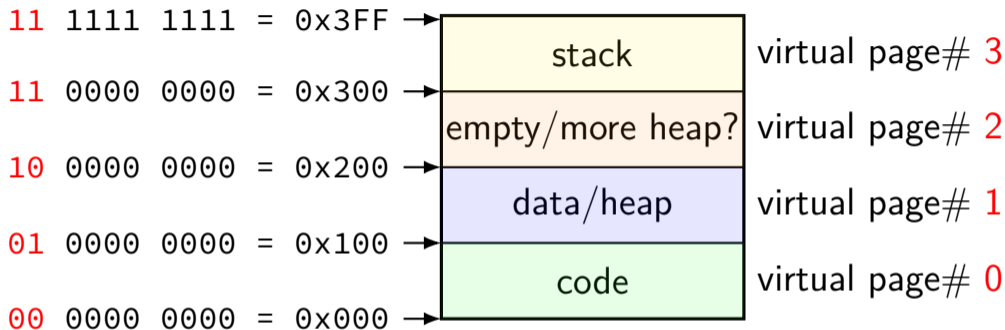 11 1111 1111 = 0x3FF
stack
virtual page# 3
11 0000 0000 = 0x300
empty/more heap?
virtual page# 2
10 0000 0000 = 0x200
data/heap
virtual page# 1
01 0000 0000 = 0x100
code
virtual page# 0
00 0000 0000 = 0x000